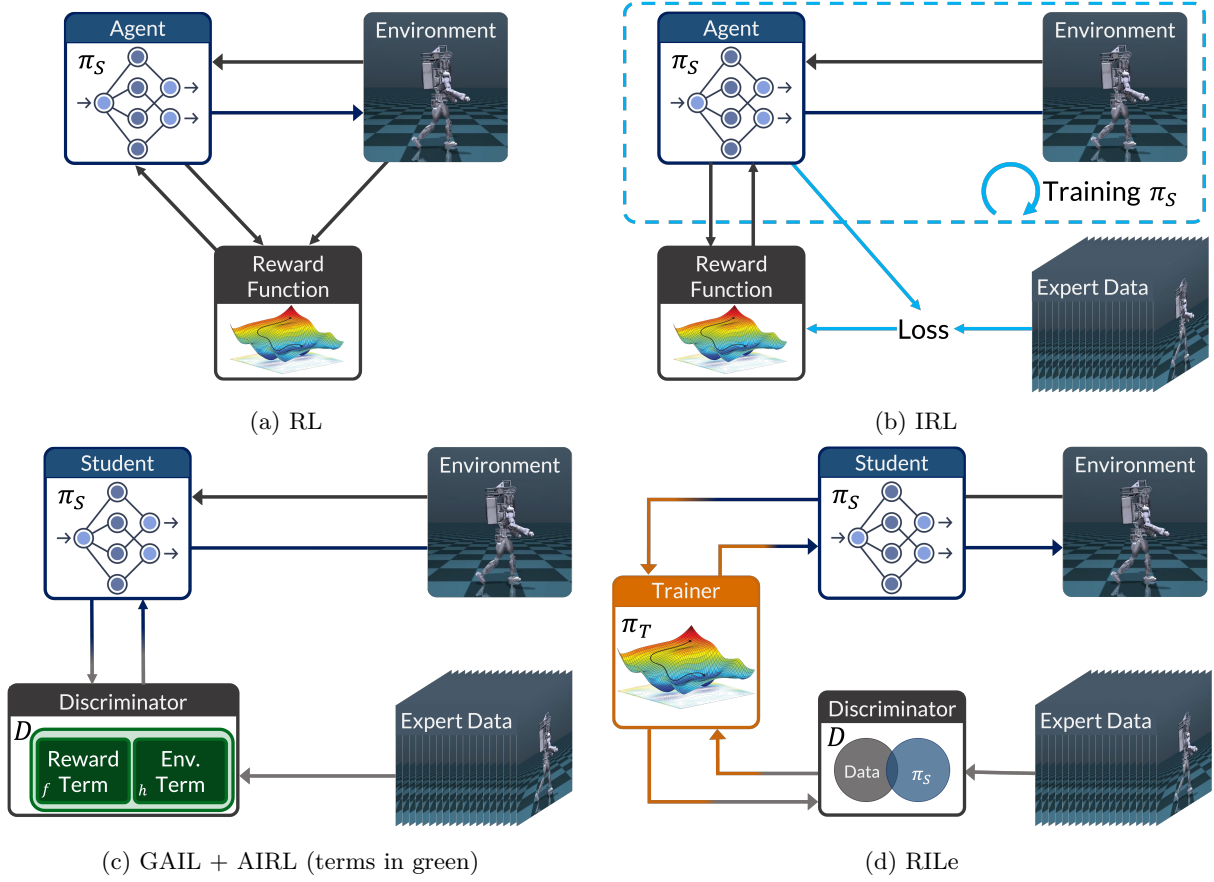 Agent
π_S
Environment
Reward
Function
(a) RL
Agent
π_S
Environment
Training π_S
Reward
Function
Loss
Expert Data
(b) IRL
Student
π_S
Environment
Discriminator
D
Reward
Term
f
Env.
Term
h
Expert Data
(c) GAIL + AIRL (terms in green)
Student
π_S
Environment
Trainer
π_T
Discriminator
D
Data
π_S
Expert Data
(d) RILe